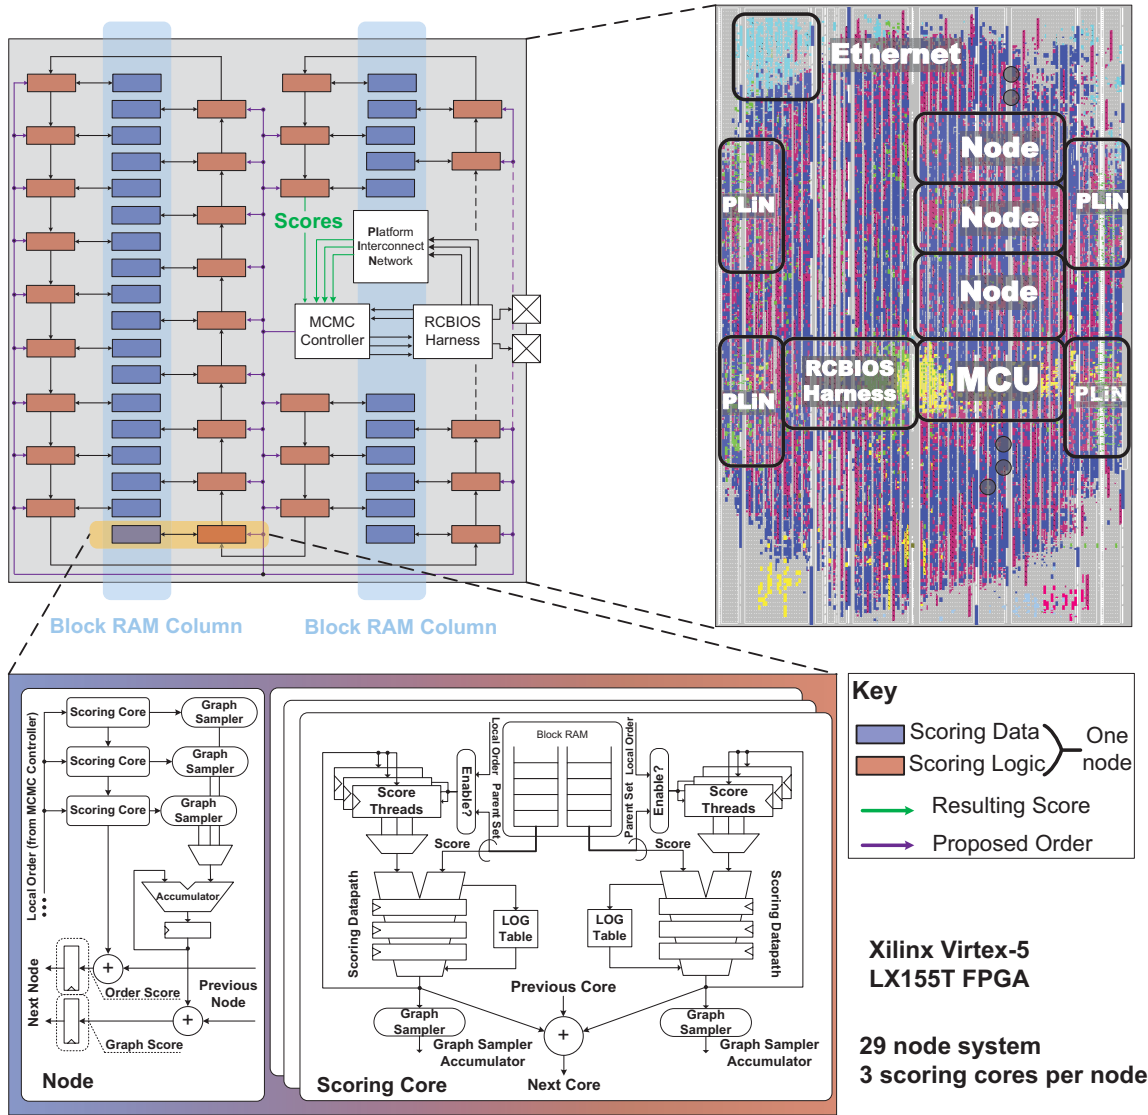 Scores
Platform
Interconnect
Network
MCMC
Controller
RCBIOS
Harness
Block RAM Column
Block RAM Column
Ethernet
Node
PLiN
PLiN
Node
Node
RCBIOS
Harness
MCU
PLiN
PLiN
Local Order (from MCMC Controller)
Scoring Core
Graph
Sampler
Scoring Core
Graph
Sampler
Scoring Core
Graph
Sampler
Accumulator
+
Order Score
Previous
Node
+
Graph Score
Next Node
Node
Block RAM
Local Order
Parent Set
Enable?
Score
Threads
Local Order
Parent Set
Enable?
Score
Threads
Score
Scoring Datapath
LOG
Table
LOG
Table
Scoring Datapath
Previous Core
Graph
Sampler
+
Graph
Sampler
Graph Sampler
Accumulator
Graph Sampler
Accumulator
Next Core
Scoring Core
Key
Scoring Data
Scoring Logic
One
node
Resulting Score
Proposed Order
Xilinx Virtex-5
LX155T FPGA
29 node system
3 scoring cores per node